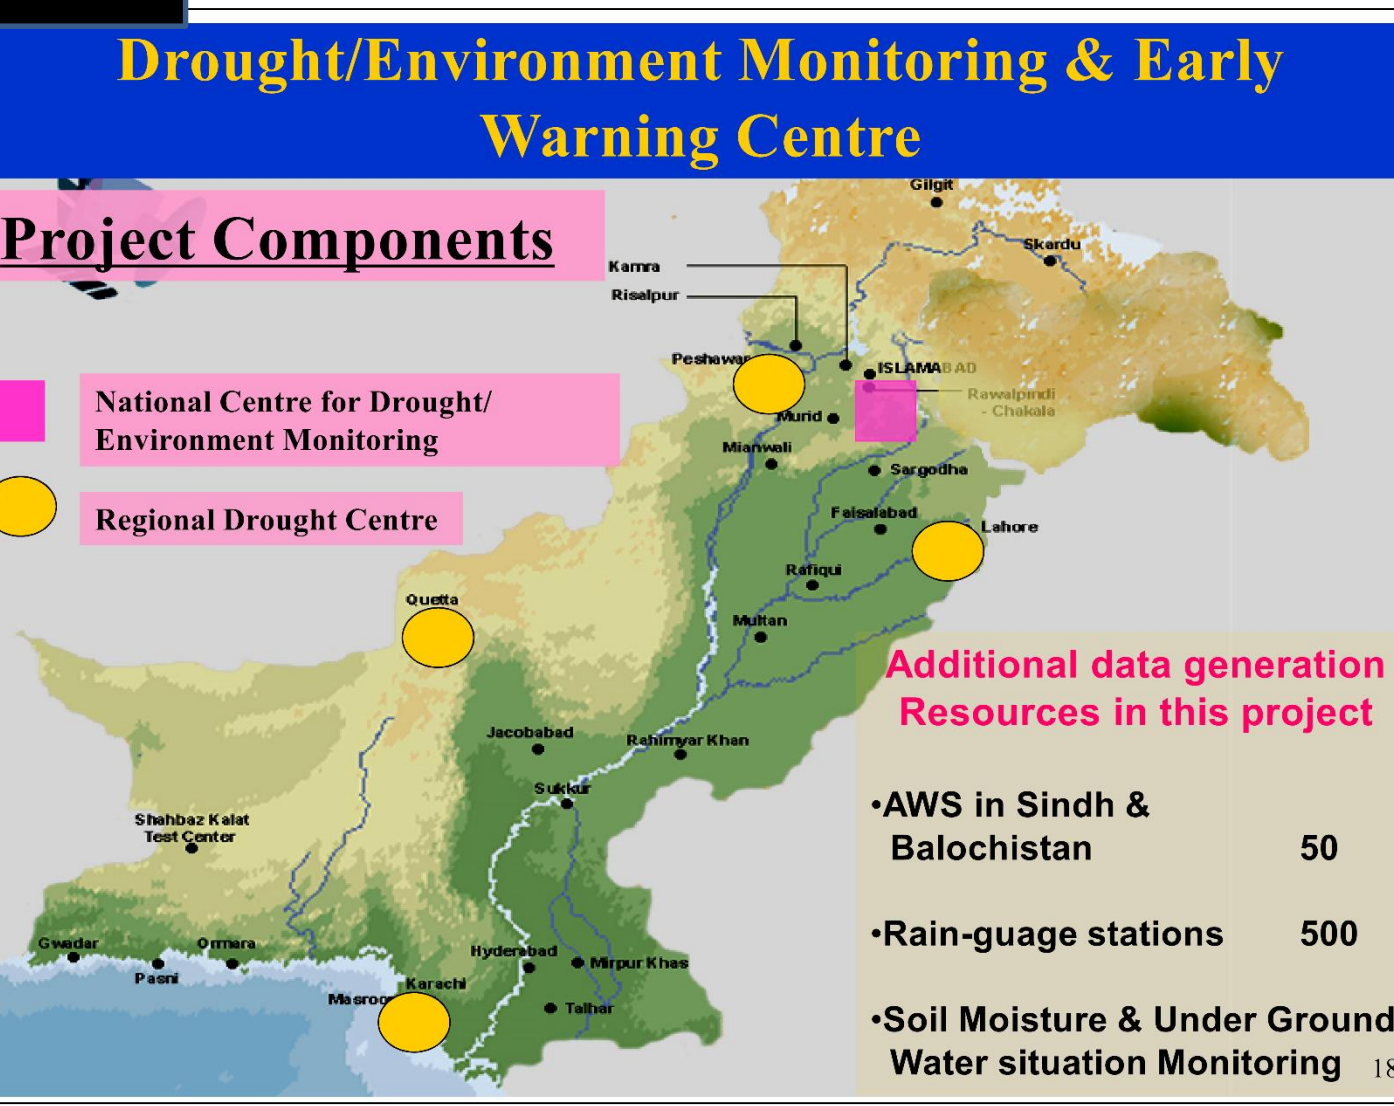 Drought/Environment Monitoring & Early
Warning Centre
Project Components
National Centre for Drought/
Environment Monitoring
Regional Drought Centre
Gilgit
Skardu
Kamra
Risalpur
Peshawar
ISLAMABAD
Rawalpindi
- Chakala
Murid
Mianwali
Sargodha
Faisalabad
Lahore
Rafiqui
Multan
Quetta
Jacobabad
Rahimyar Khan
Sukkur
Shahbaz Kalat
Test Center
Gwadar
Pasni
Ormara
Hyderabad
Mirpur Khas
Karachi
Talhar
Additional data generation
Resources in this project
•AWS in Sindh &
Balochistan 50
•Rain-guage stations 500
•Soil Moisture & Under Ground
Water situation Monitoring
18